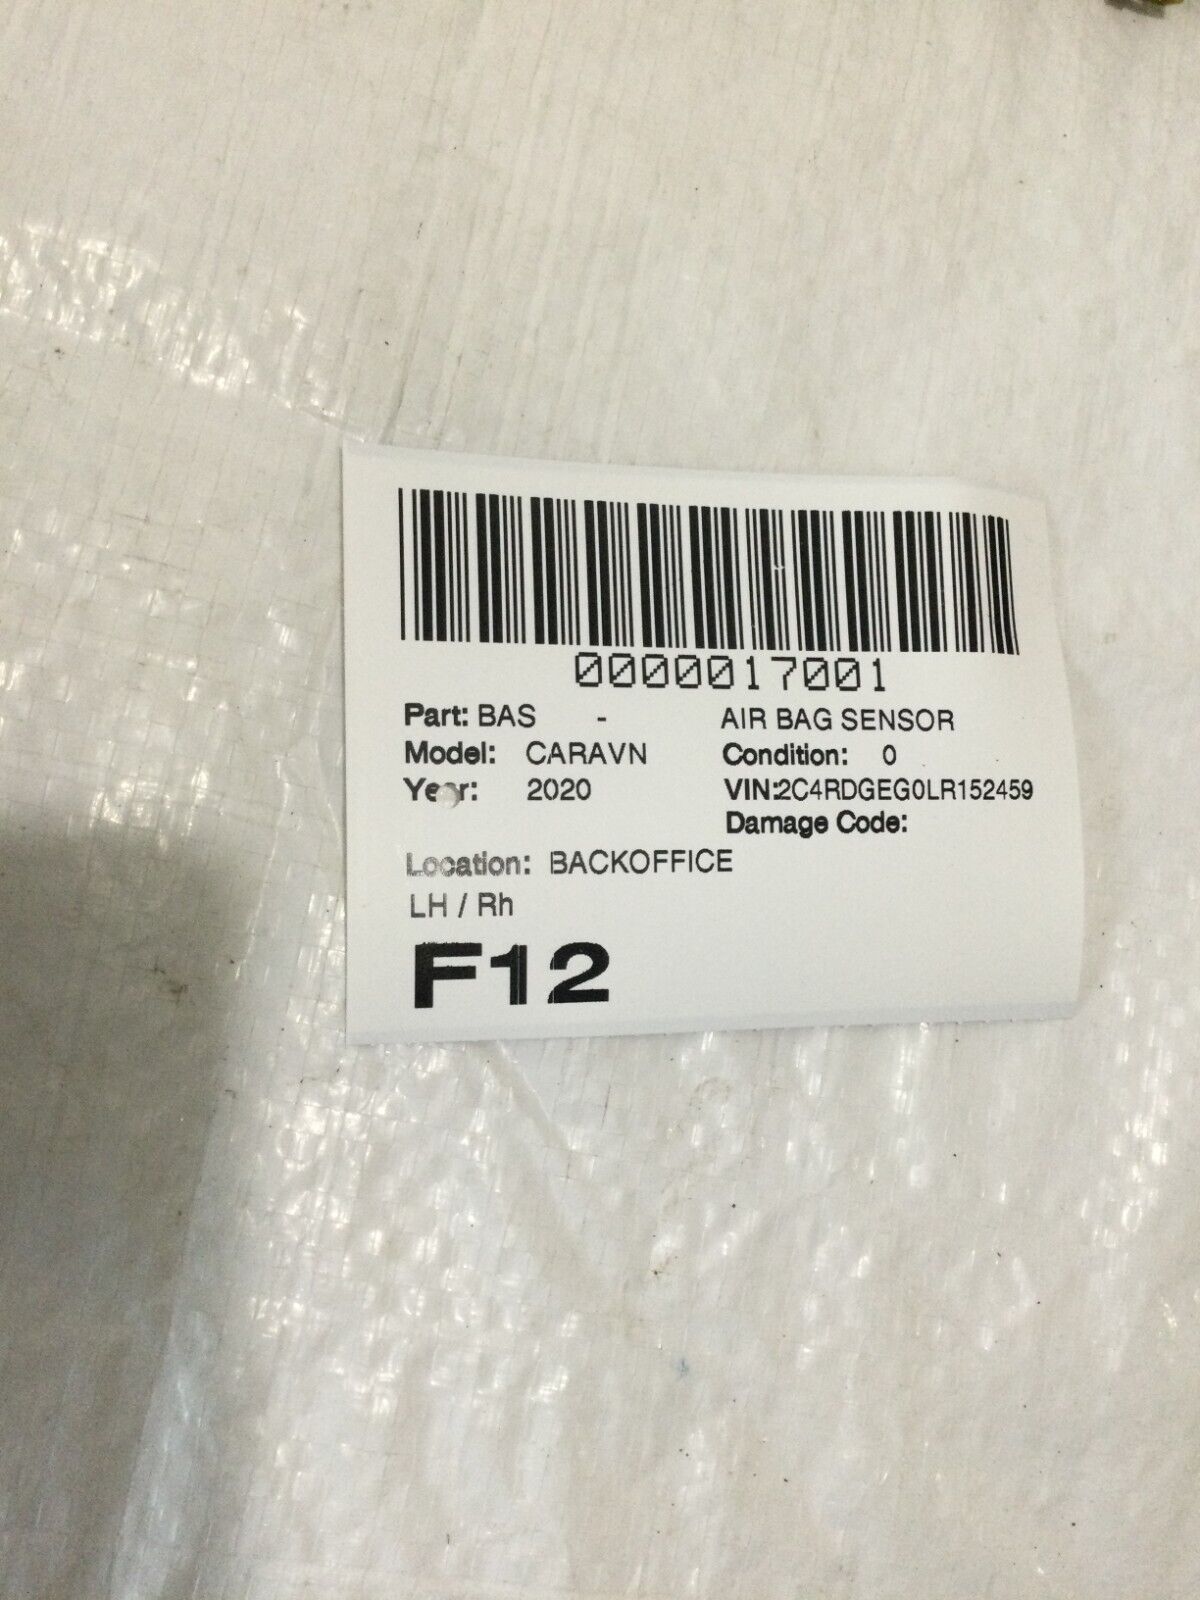 0000017001
Part: BAS - AIR BAG SENSOR
Model: CARAVN Condition: 0
Year: 2020 VIN:2C4RDGEG0LR152459
Damage Code:
Location: BACKOFFICE
LH / Rh
F12